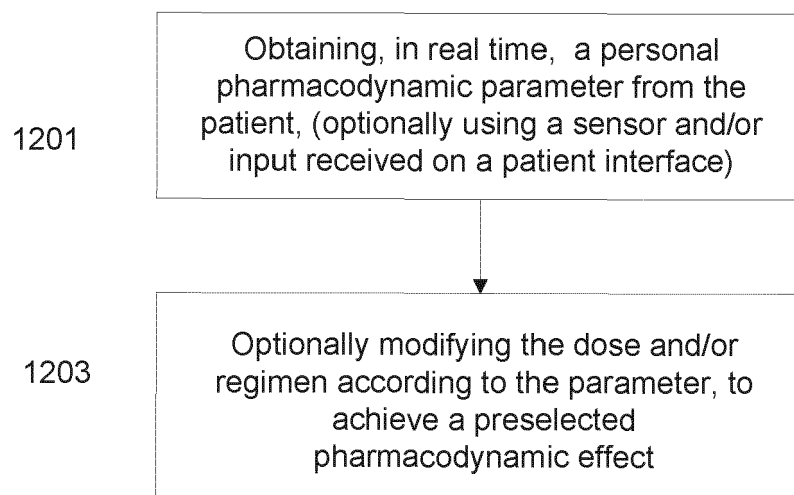 Obtaining, in real time, a personal
pharmacodynamic parameter from the
patient, (optionally using a sensor and/or
input received on a patient interface)
1201
Optionally modifying the dose and/or
regimen according to the parameter, to
achieve a preselected
pharmacodynamic effect
1203